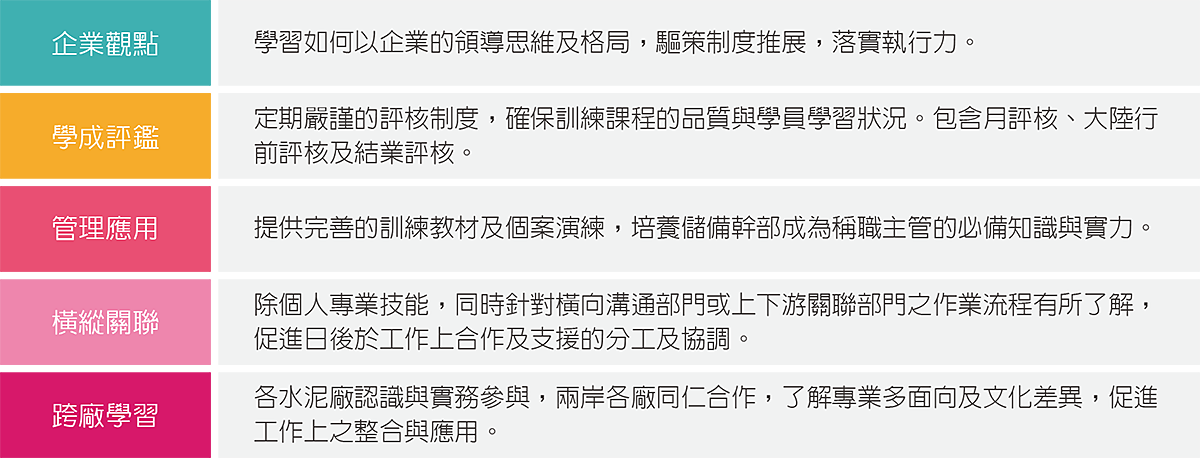 企業觀點
學習如何以企業的領導思維及格局，驅策制度推展，落實執行力。
學成評鑑
定期嚴謹的評核制度，確保訓練課程的品質與學員學習狀況。包含月評核、大陸行
前評核及結業評核。
管理應用
提供完善的訓練教材及個案演練，培養儲備幹部成為稱職主管的必備知識與實力。
橫縱關聯
除個人專業技能，同時針對橫向溝通部門或上下游關聯部門之作業流程有所了解，
促進日後於工作上合作及支援的分工及協調。
跨廠學習
各水泥廠認識與實務參與，兩岸各廠同仁合作，了解專業多面向及文化差異，促進
工作上之整合與應用。